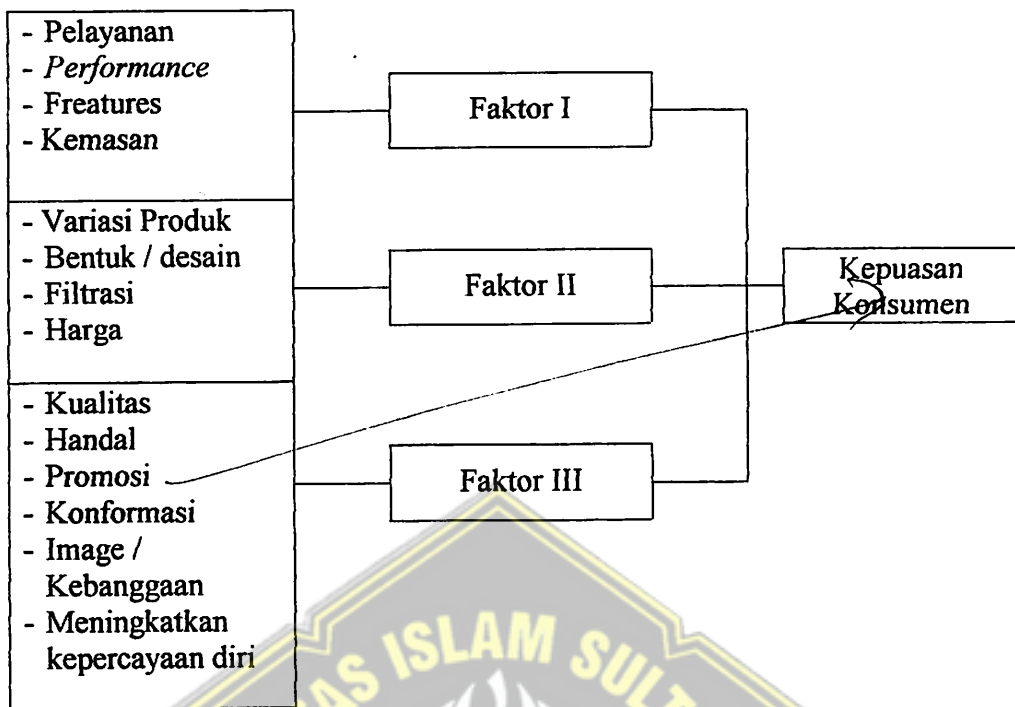 - Pelayanan
- Performance
- Freatures
- Kemasan
Faktor I
- Variasi Produk
- Bentuk / desain
- Filtrasi
- Harga
Faktor II
Kepuasan
Konsumen
- Kualitas
- Handal
- Promosi
- Konformasi
- Image /
Kebanggaan
- Meningkatkan
kepercayaan diri
Faktor III
ISLAM